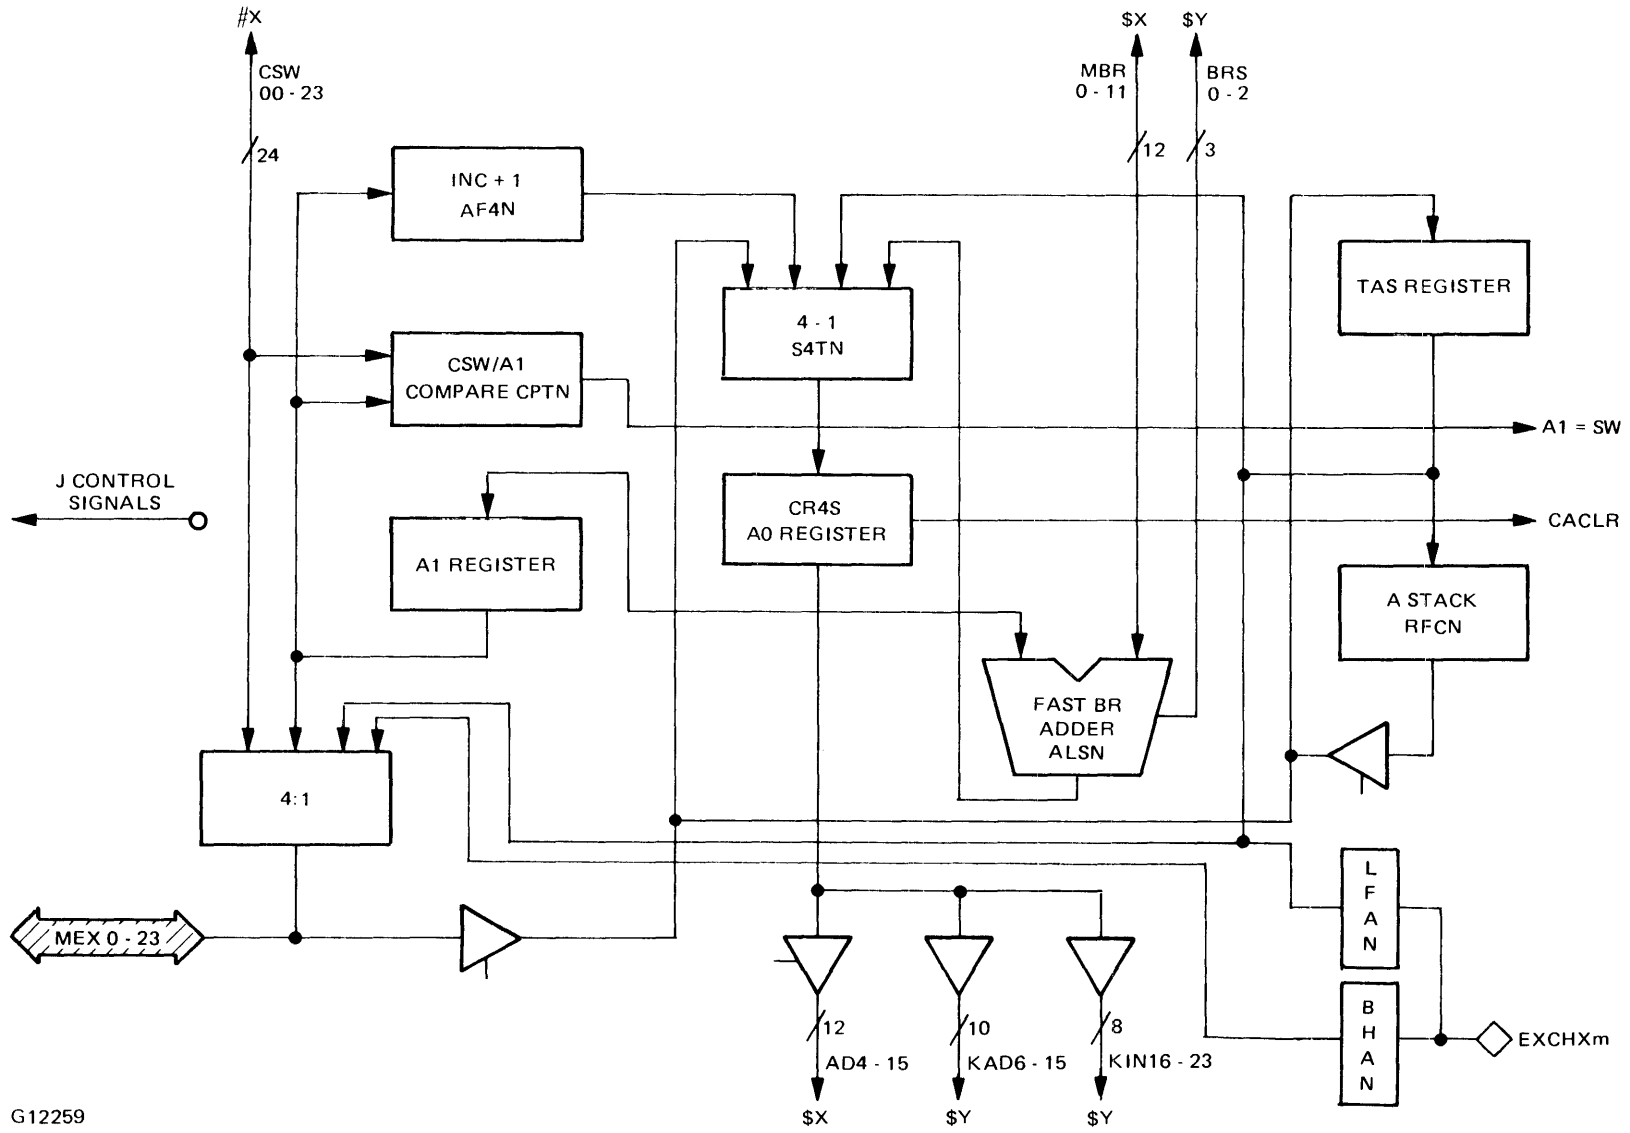 #X
$X
$Y
CSW
00 - 23
MBR
0 - 11
BRS
0 - 2
24
12
3
INC + 1
AF4N
TAS REGISTER
4 - 1
S4TN
CSW/A1
COMPARE CPTN
A1 = SW
J CONTROL
SIGNALS
CR4S
A0 REGISTER
CACLR
A1 REGISTER
A STACK
RFCN
FAST BR
ADDER
ALSN
4:1
LFAN
MEX 0 - 23
BHAN
12
10
8
EXCHXm
AD4 - 15
KAD6 - 15
KIN16 - 23
$X
$Y
$Y
G12259